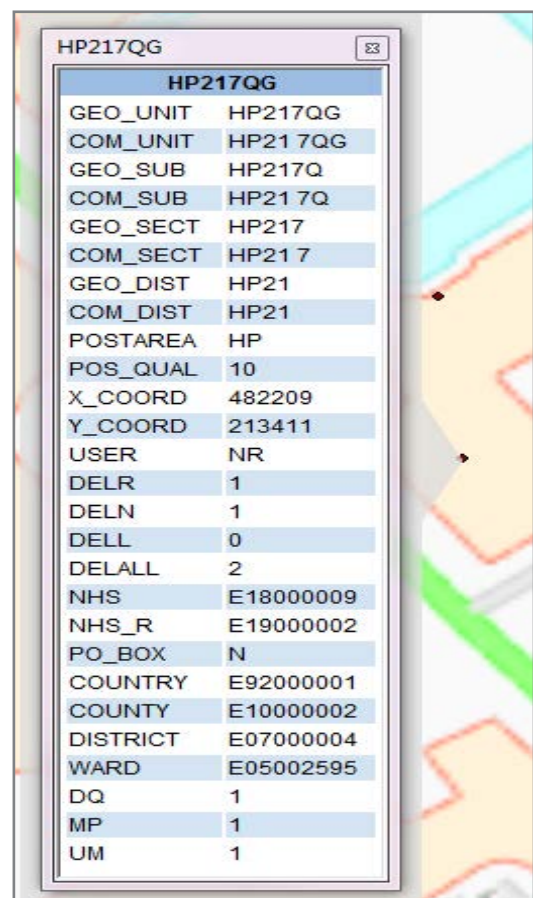 HP217QG
HP217QG
GEO_UNIT HP217QG
COM_UNIT HP21 7QG
GEO_SUB HP217Q
COM_SUB HP21 7Q
GEO_SECT HP217
COM_SECT HP21 7
GEO_DIST HP21
COM_DIST HP21
POSTAREA HP
POS_QUAL 10
X_COORD 482209
Y_COORD 213411
USER NR
DELR 1
DELN 1
DELL 0
DELALL 2
NHS E18000009
NHS_R E19000002
PO_BOX N
COUNTRY E92000001
COUNTY E10000002
DISTRICT E07000004
WARD E05002595
DQ 1
MP 1
UM 1